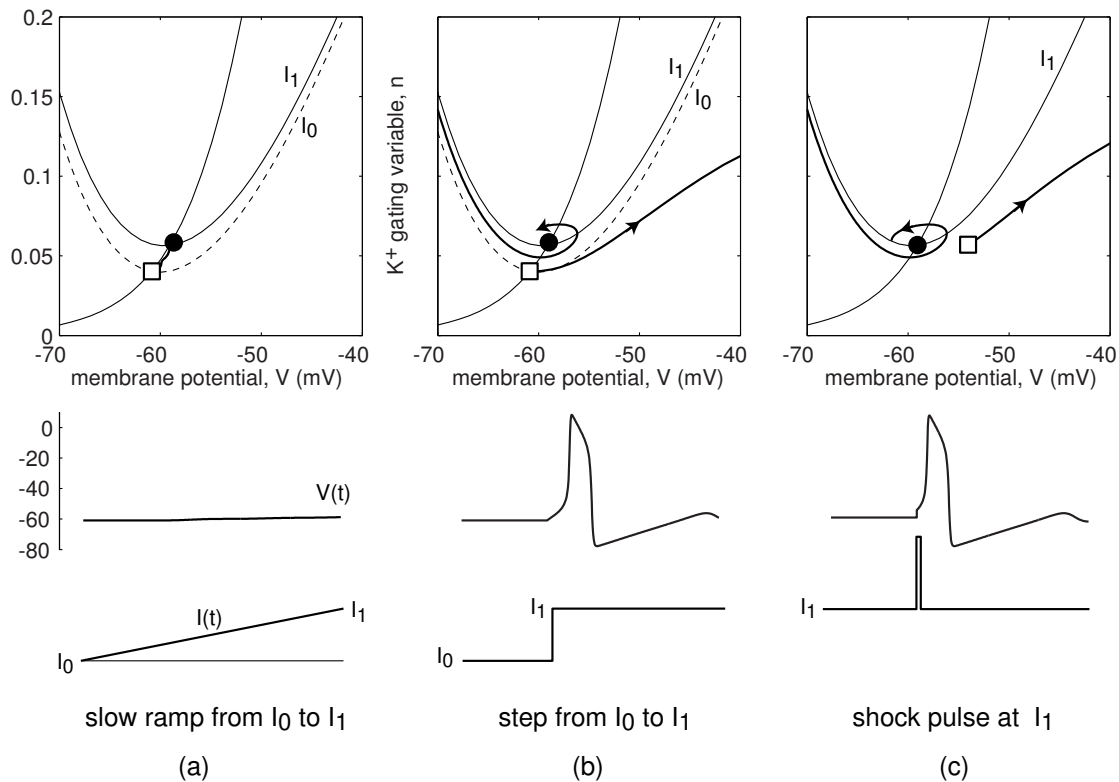 0.2
0.15
0.1
0.05
0
I1
I0
-70
-60
-50
-40
membrane potential, V (mV)
K+ gating variable, n
I1
I0
-70
-60
-50
-40
membrane potential, V (mV)
I1
-70
-60
-50
-40
membrane potential, V (mV)
0
-20
-40
-60
-80
V(t)
I0
I(t)
I1
I1
I0
I1
slow ramp from I0 to I1
step from I0 to I1
shock pulse at I1
(a)
(b)
(c)